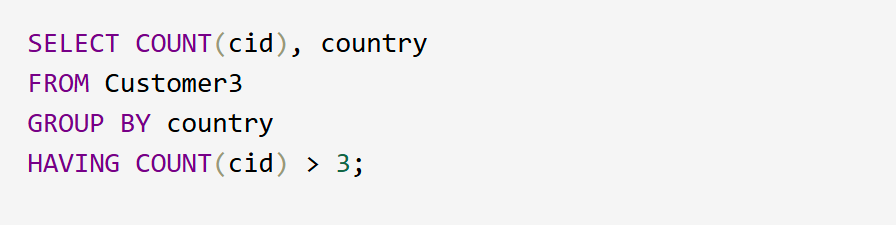 SELECT COUNT(cid), country
FROM Customer3
GROUP BY country
HAVING COUNT(cid) > 3;